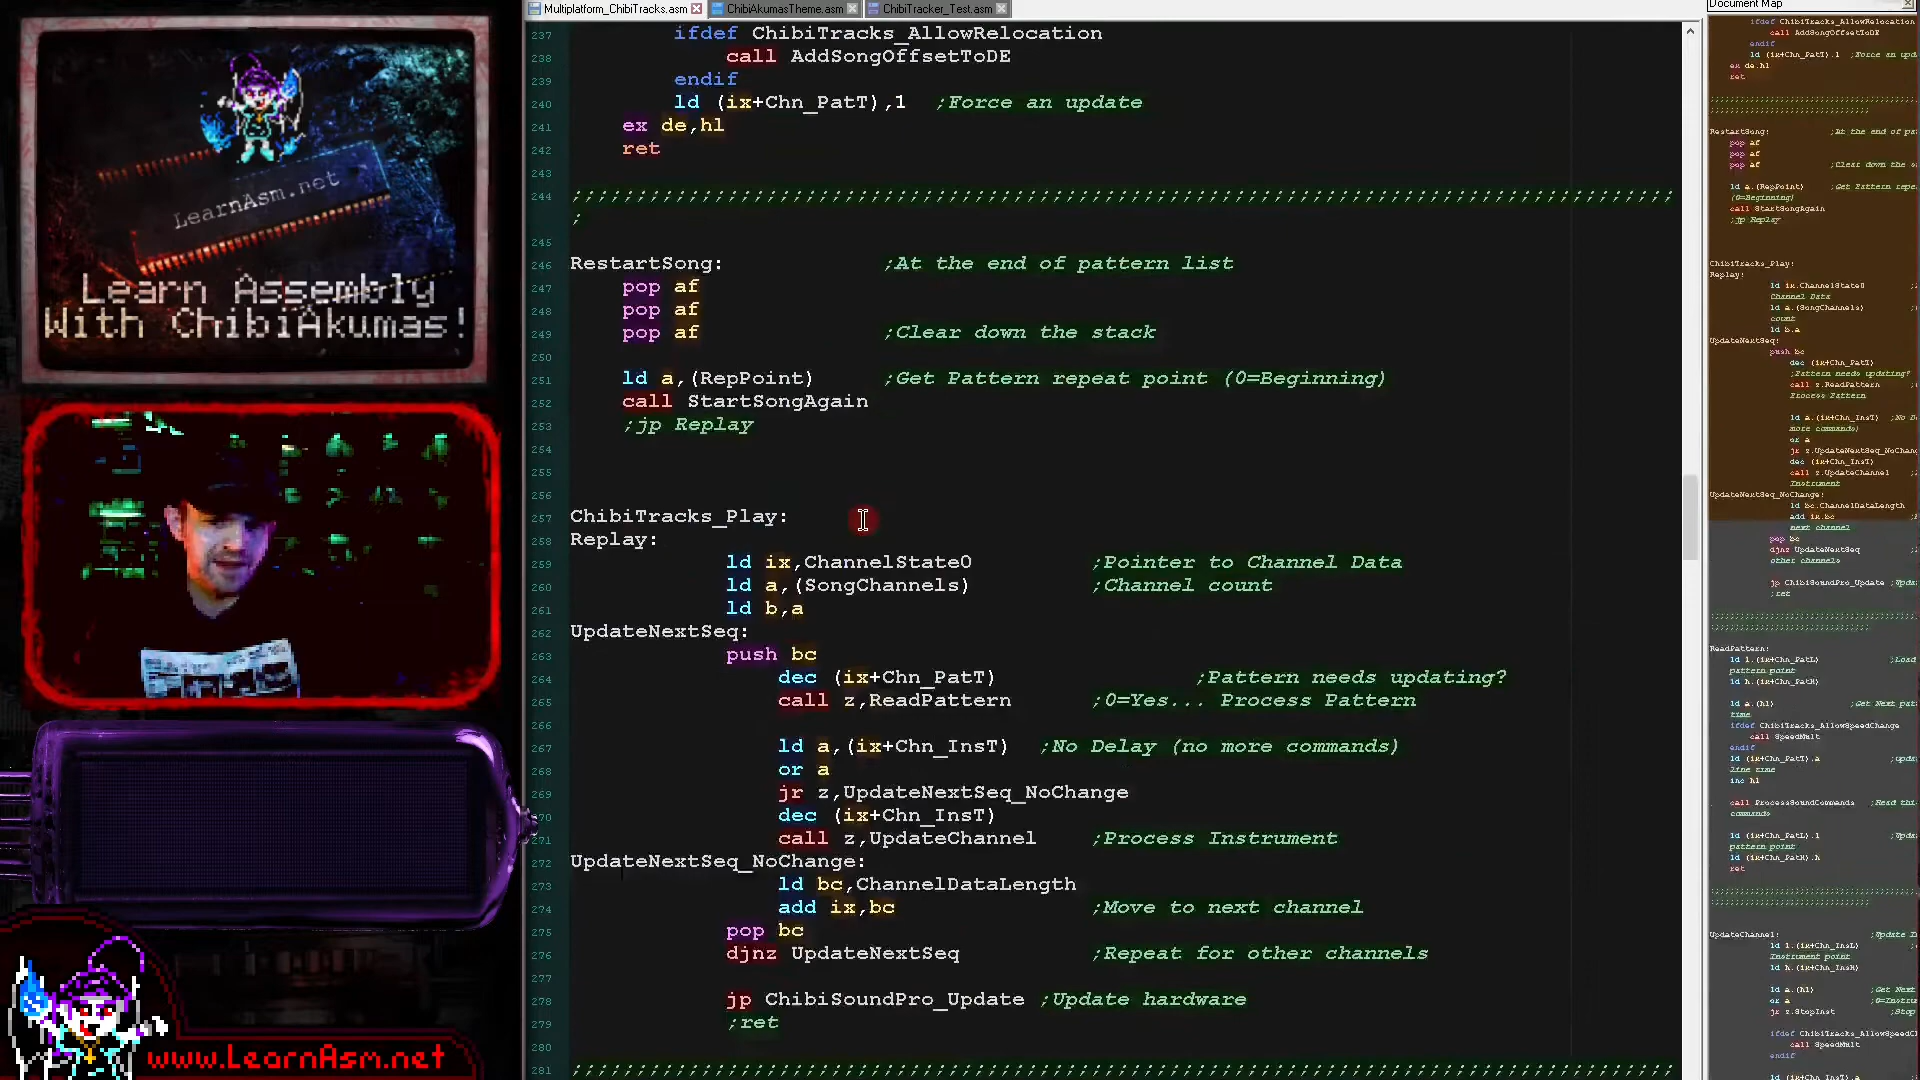 Multiplatform_ChibiTracks.asm
ChibiAkumasTheme.asm
ChibiTracker_Test.asm
Document Map
LearnAsm.net
Learn Assembly
With ChibiAkumas!
www.LearnAsm.net
237 ifdef ChibiTracks_AllowRelocation
238 call AddSongOffsetToDE
239 endif
240 ld (ix+Chn_PatT),1 ;Force an update
241 ex de,hl
242 ret
243
244 ;;;;;;;;;;;;;;;;;;;;;;;;;;;;;;;;;;;;;;;;;;;;;;;;;;;;;;;;;;;;;;;;;;;;;;;;;;;;;;;;;;;;
;
245
246 RestartSong: ;At the end of pattern list
247 pop af
248 pop af
249 pop af ;Clear down the stack
250
251 ld a,(RepPoint) ;Get Pattern repeat point (0=Beginning)
252 call StartSongAgain
253 ;jp Replay
254
255
256
257 ChibiTracks_Play:
258 Replay:
259 ld ix,ChannelState0 ;Pointer to Channel Data
260 ld a,(SongChannels) ;Channel count
261 ld b,a
262 UpdateNextSeq:
263 push bc
264 dec (ix+Chn_PatT) ;Pattern needs updating?
265 call z,ReadPattern ;0=Yes... Process Pattern
266
267 ld a,(ix+Chn_InsT) ;No Delay (no more commands)
268 or a
269 jr z,UpdateNextSeq_NoChange
270 dec (ix+Chn_InsT)
271 call z,UpdateChannel ;Process Instrument
272 UpdateNextSeq_NoChange:
273 ld bc,ChannelDataLength
274 add ix,bc ;Move to next channel
275 pop bc
276 djnz UpdateNextSeq ;Repeat for other channels
277
278 jp ChibiSoundPro_Update ;Update hardware
279 ;ret
280
281 ;;;;;;;;;;;;;;;;;;;;;;;;;;;;;;;;;;;;;;;;;;;;;;;;;;;;;;;;;;;;;;;;;;;;;;;;;;;;;;;;;;;;